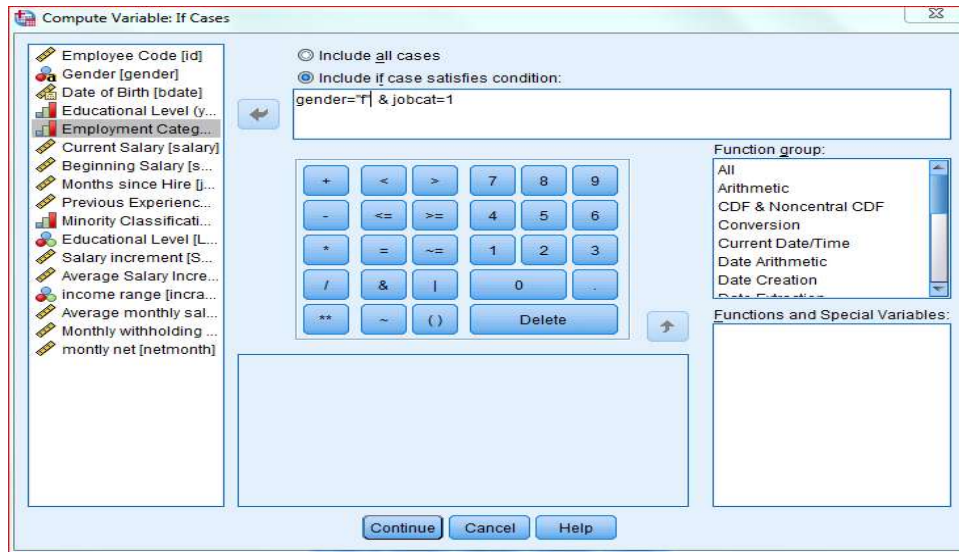 Compute Variable: If Cases
Employee Code [id]
Gender [gender]
Date of Birth [bdate]
Educational Level (y...
Employment Categ...
Current Salary [salary]
Beginning Salary [s...
Months since Hire [j...
Previous Experienc...
Minority Classificati...
Educational Level [L...
Salary increment [S...
Average Salary Incre...
income range [incra...
Average monthly sal...
Monthly withholding ...
montly net [netmonth]
Include all cases
Include if case satisfies condition:
gender="f" & jobcat=1
+ < > 7 8 9
- <= >= 4 5 6
* = ~= 1 2 3
/ & | 0 .
** ~ ( ) Delete
Function group:
All
Arithmetic
CDF & Noncentral CDF
Conversion
Current Date/Time
Date Arithmetic
Date Creation
Date Extraction
Functions and Special Variables:
Continue Cancel Help